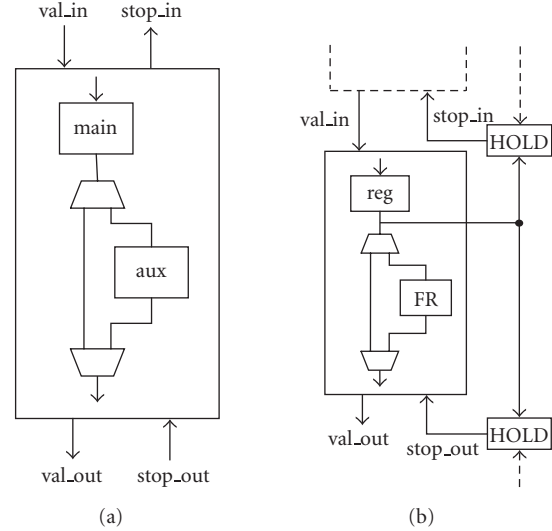 val_in
stop_in
main
aux
val_out
stop_out
(a)
val_in
stop_in
HOLD
reg
FR
HOLD
val_out
stop_out
(b)